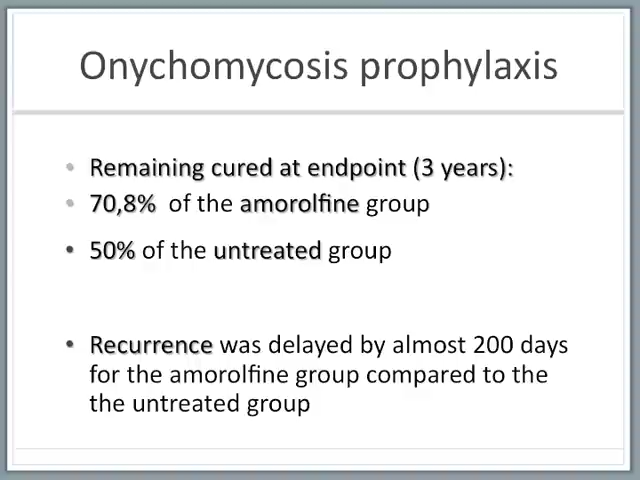 Onychomycosis prophylaxis
• Remaining cured at endpoint (3 years):
• 70,8% of the amorolfine group
• 50% of the untreated group
• Recurrence was delayed by almost 200 days
for the amorolfine group compared to the
the untreated group